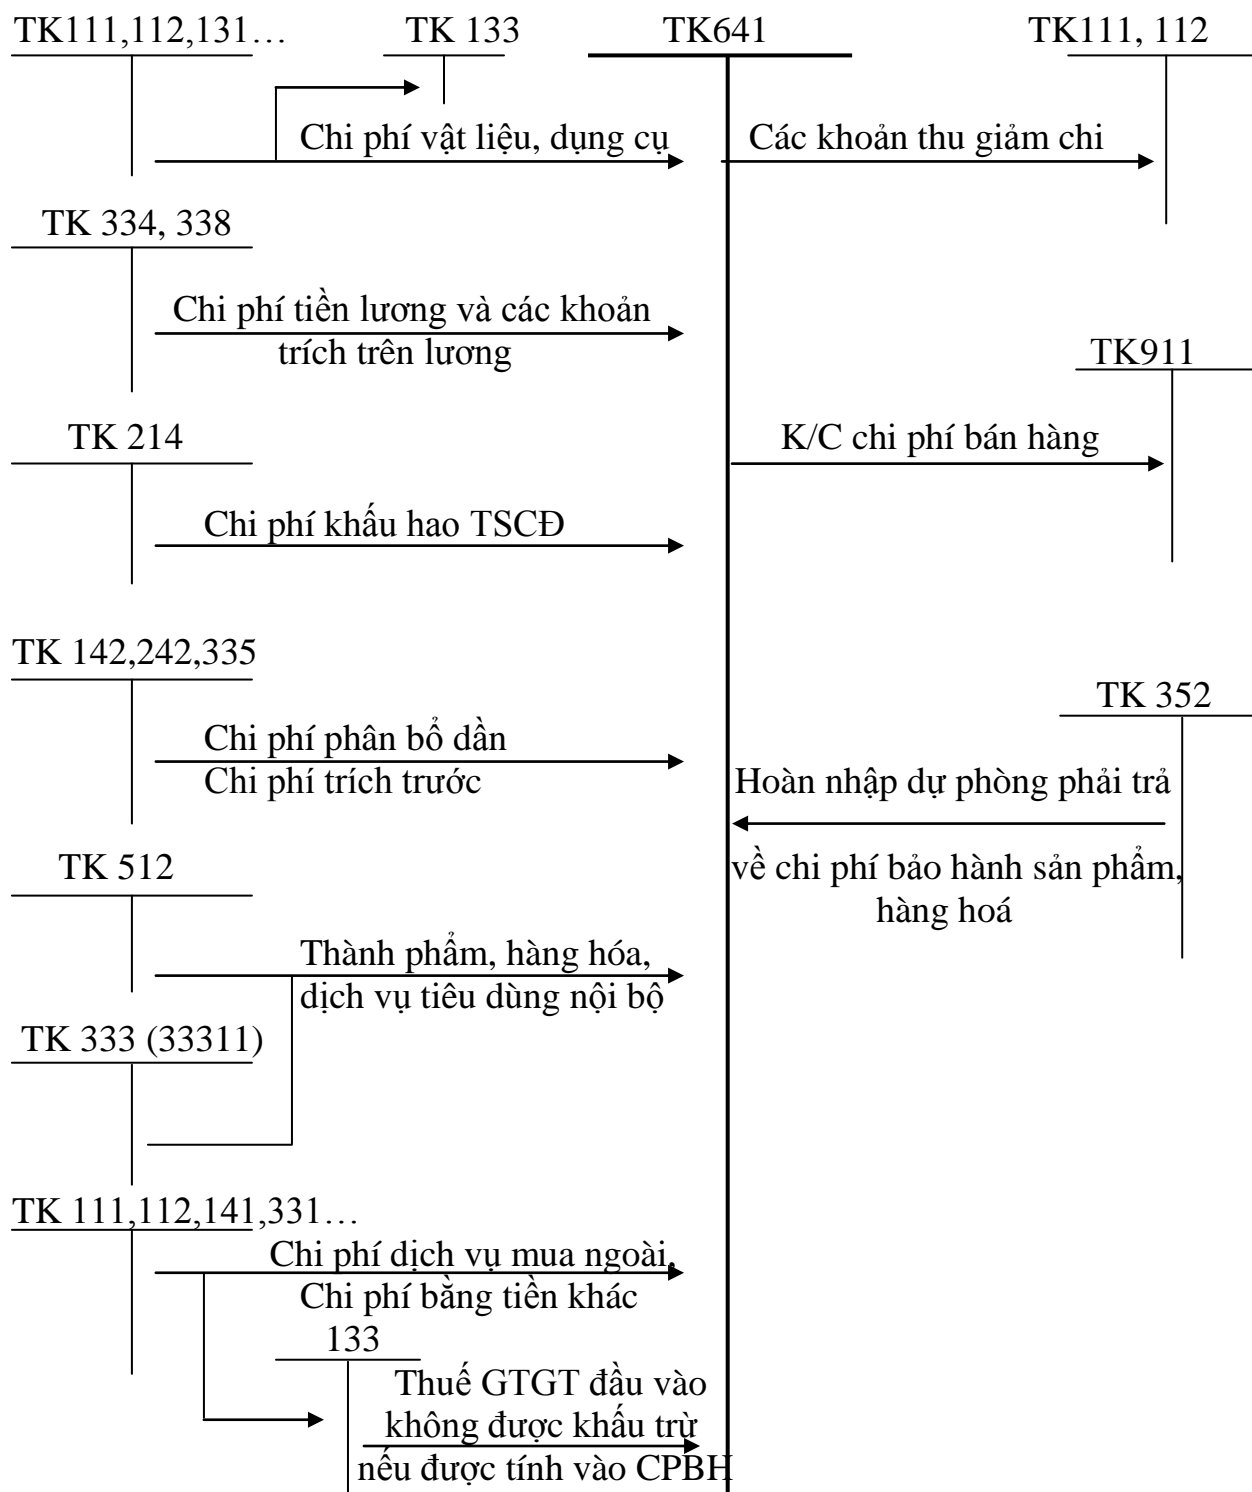 TK111,112,131…
TK 133
TK641
TK111, 112
Chi phí vật liệu, dụng cụ
Các khoản thu giảm chi
TK 334, 338
Chi phí tiền lương và các khoản
trích trên lương
TK911
TK 214
K/C chi phí bán hàng
Chi phí khấu hao TSCĐ
TK 142,242,335
TK 352
Chi phí phân bổ dần
Chi phí trích trước
Hoàn nhập dự phòng phải trả
về chi phí bảo hành sản phẩm,
hàng hoá
TK 512
Thành phẩm, hàng hóa,
dịch vụ tiêu dùng nội bộ
TK 333 (33311)
TK 111,112,141,331…
Chi phí dịch vụ mua ngoài,
Chi phí bằng tiền khác
133
Thuế GTGT đầu vào
không được khấu trừ
nếu được tính vào CPBH